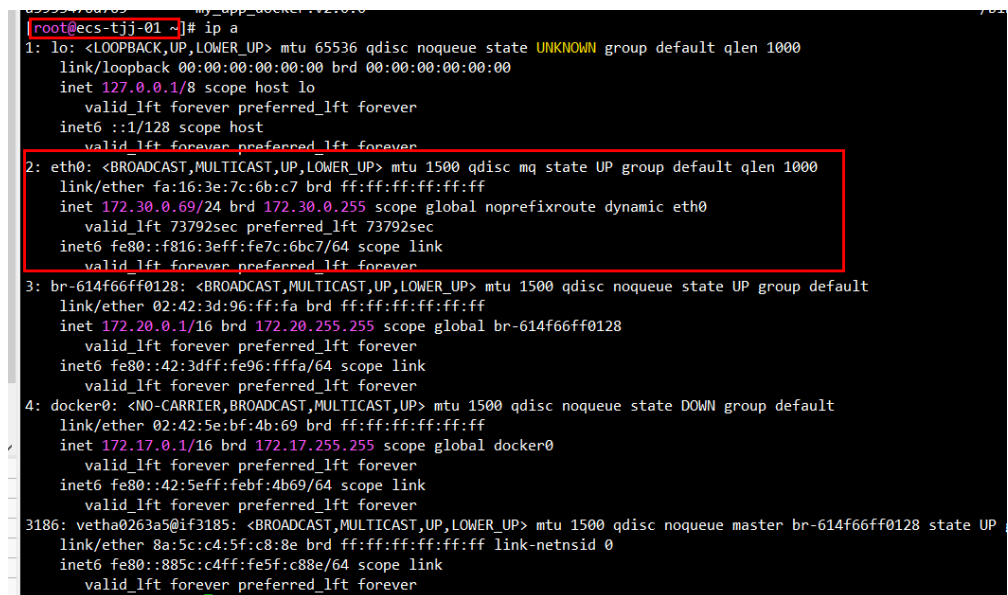 my_app_docker:v2.0.0
[root@ecs-tjj-01 ~]# ip a
1: lo: <LOOPBACK,UP,LOWER_UP> mtu 65536 qdisc noqueue state UNKNOWN group default qlen 1000
link/loopback 00:00:00:00:00:00 brd 00:00:00:00:00:00
inet 127.0.0.1/8 scope host lo
valid_lft forever preferred_lft forever
inet6 ::1/128 scope host
valid_lft forever preferred_lft forever
2: eth0: <BROADCAST,MULTICAST,UP,LOWER_UP> mtu 1500 qdisc mq state UP group default qlen 1000
link/ether fa:16:3e:7c:6b:c7 brd ff:ff:ff:ff:ff:ff
inet 172.30.0.69/24 brd 172.30.0.255 scope global noprefixroute dynamic eth0
valid_lft 73792sec preferred_lft 73792sec
inet6 fe80::f816:3eff:fe7c:6bc7/64 scope link
valid_lft forever preferred_lft forever
3: br-614f66ff0128: <BROADCAST,MULTICAST,UP,LOWER_UP> mtu 1500 qdisc noqueue state UP group default
link/ether 02:42:3d:96:ff:fa brd ff:ff:ff:ff:ff:ff
inet 172.20.0.1/16 brd 172.20.255.255 scope global br-614f66ff0128
valid_lft forever preferred_lft forever
inet6 fe80::42:3dff:fe96:fffa/64 scope link
valid_lft forever preferred_lft forever
4: docker0: <NO-CARRIER,BROADCAST,MULTICAST,UP> mtu 1500 qdisc noqueue state DOWN group default
link/ether 02:42:5e:bf:4b:69 brd ff:ff:ff:ff:ff:ff
inet 172.17.0.1/16 brd 172.17.255.255 scope global docker0
valid_lft forever preferred_lft forever
inet6 fe80::42:5eff:febf:4b69/64 scope link
valid_lft forever preferred_lft forever
3186: vetha0263a5@if3185: <BROADCAST,MULTICAST,UP,LOWER_UP> mtu 1500 qdisc noqueue master br-614f66ff0128 state UP
link/ether 8a:5c:c4:5f:c8:8e brd ff:ff:ff:ff:ff:ff link-netnsid 0
inet6 fe80::885c:c4ff:fe5f:c88e/64 scope link
valid_lft forever preferred_lft forever